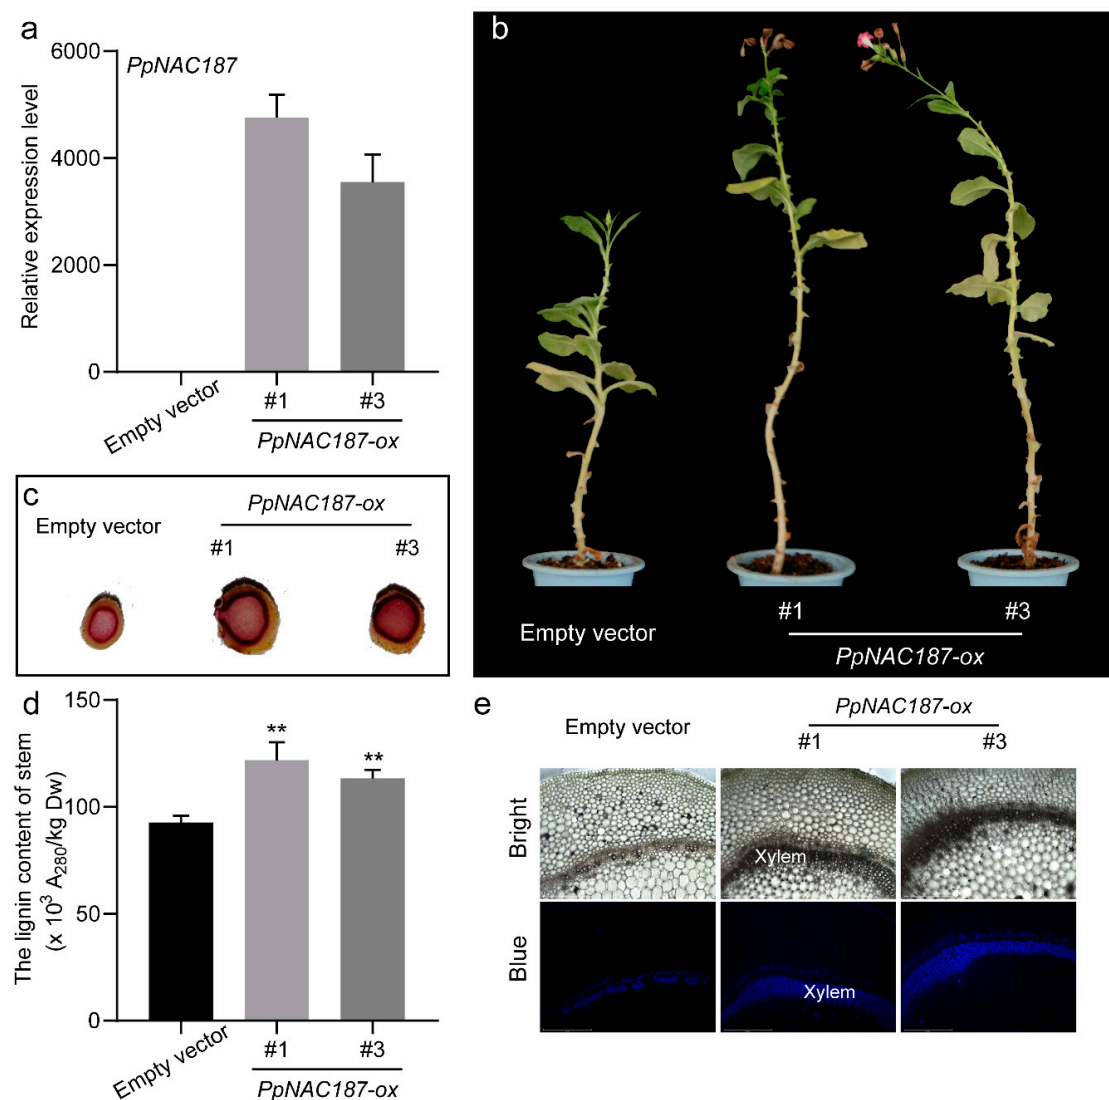 a
6000
4000
2000
0
Relative expression level
PpNAC187
Empty vector
#1
#3
PpNAC187-ox
b
Empty vector
#1
#3
PpNAC187-ox
c
PpNAC187-ox
Empty vector
#1
#3
d
150
100
50
0
The lignin content of stem
(x 10³ A₂₈₀/kg Dw)
**
**
Empty vector
#1
#3
PpNAC187-ox
e
PpNAC187-ox
Empty vector
#1
#3
Bright
Xylem
Blue
Xylem